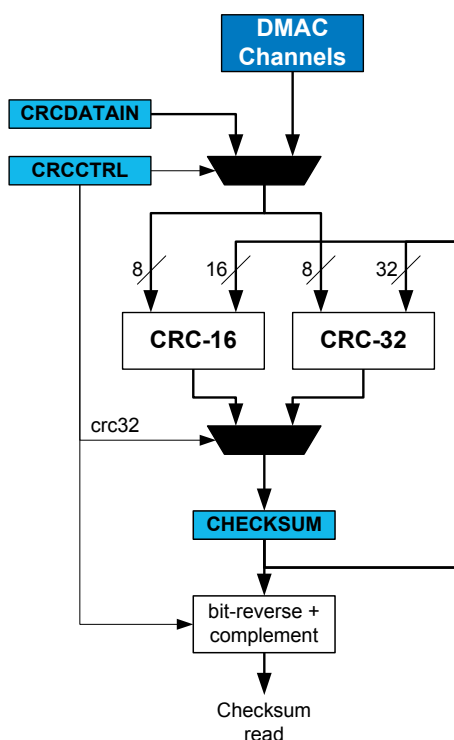 DMAC
Channels
CRCDATAIN
CRCCTRL
8
16
8
32
CRC-16
CRC-32
crc32
CHECKSUM
bit-reverse +
complement
Checksum
read